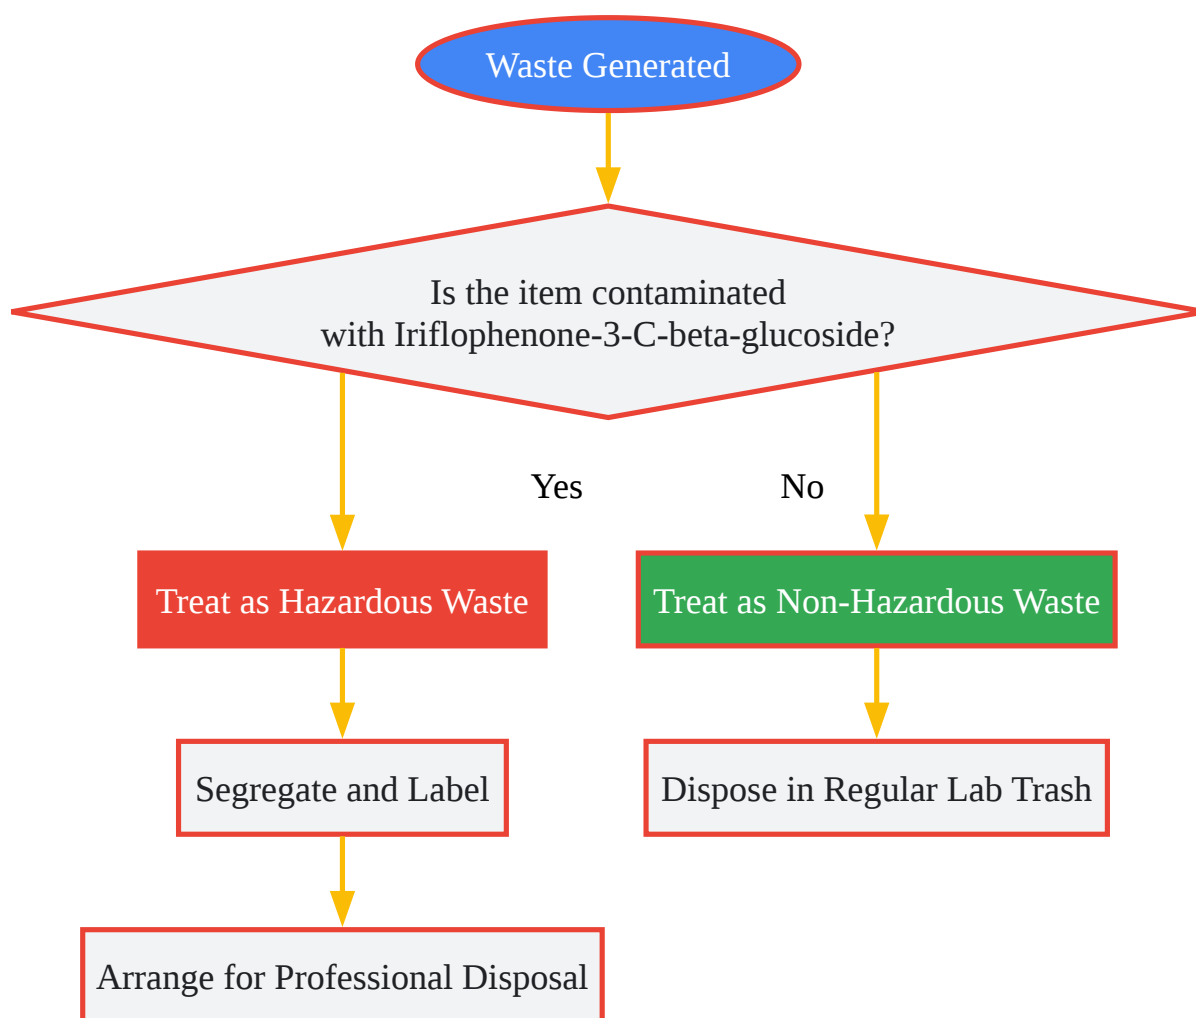 Waste Generated
Is the item contaminated
with Iriflophenone-3-C-beta-glucoside?
Yes
No
Treat as Hazardous Waste
Treat as Non-Hazardous Waste
Segregate and Label
Dispose in Regular Lab Trash
Arrange for Professional Disposal